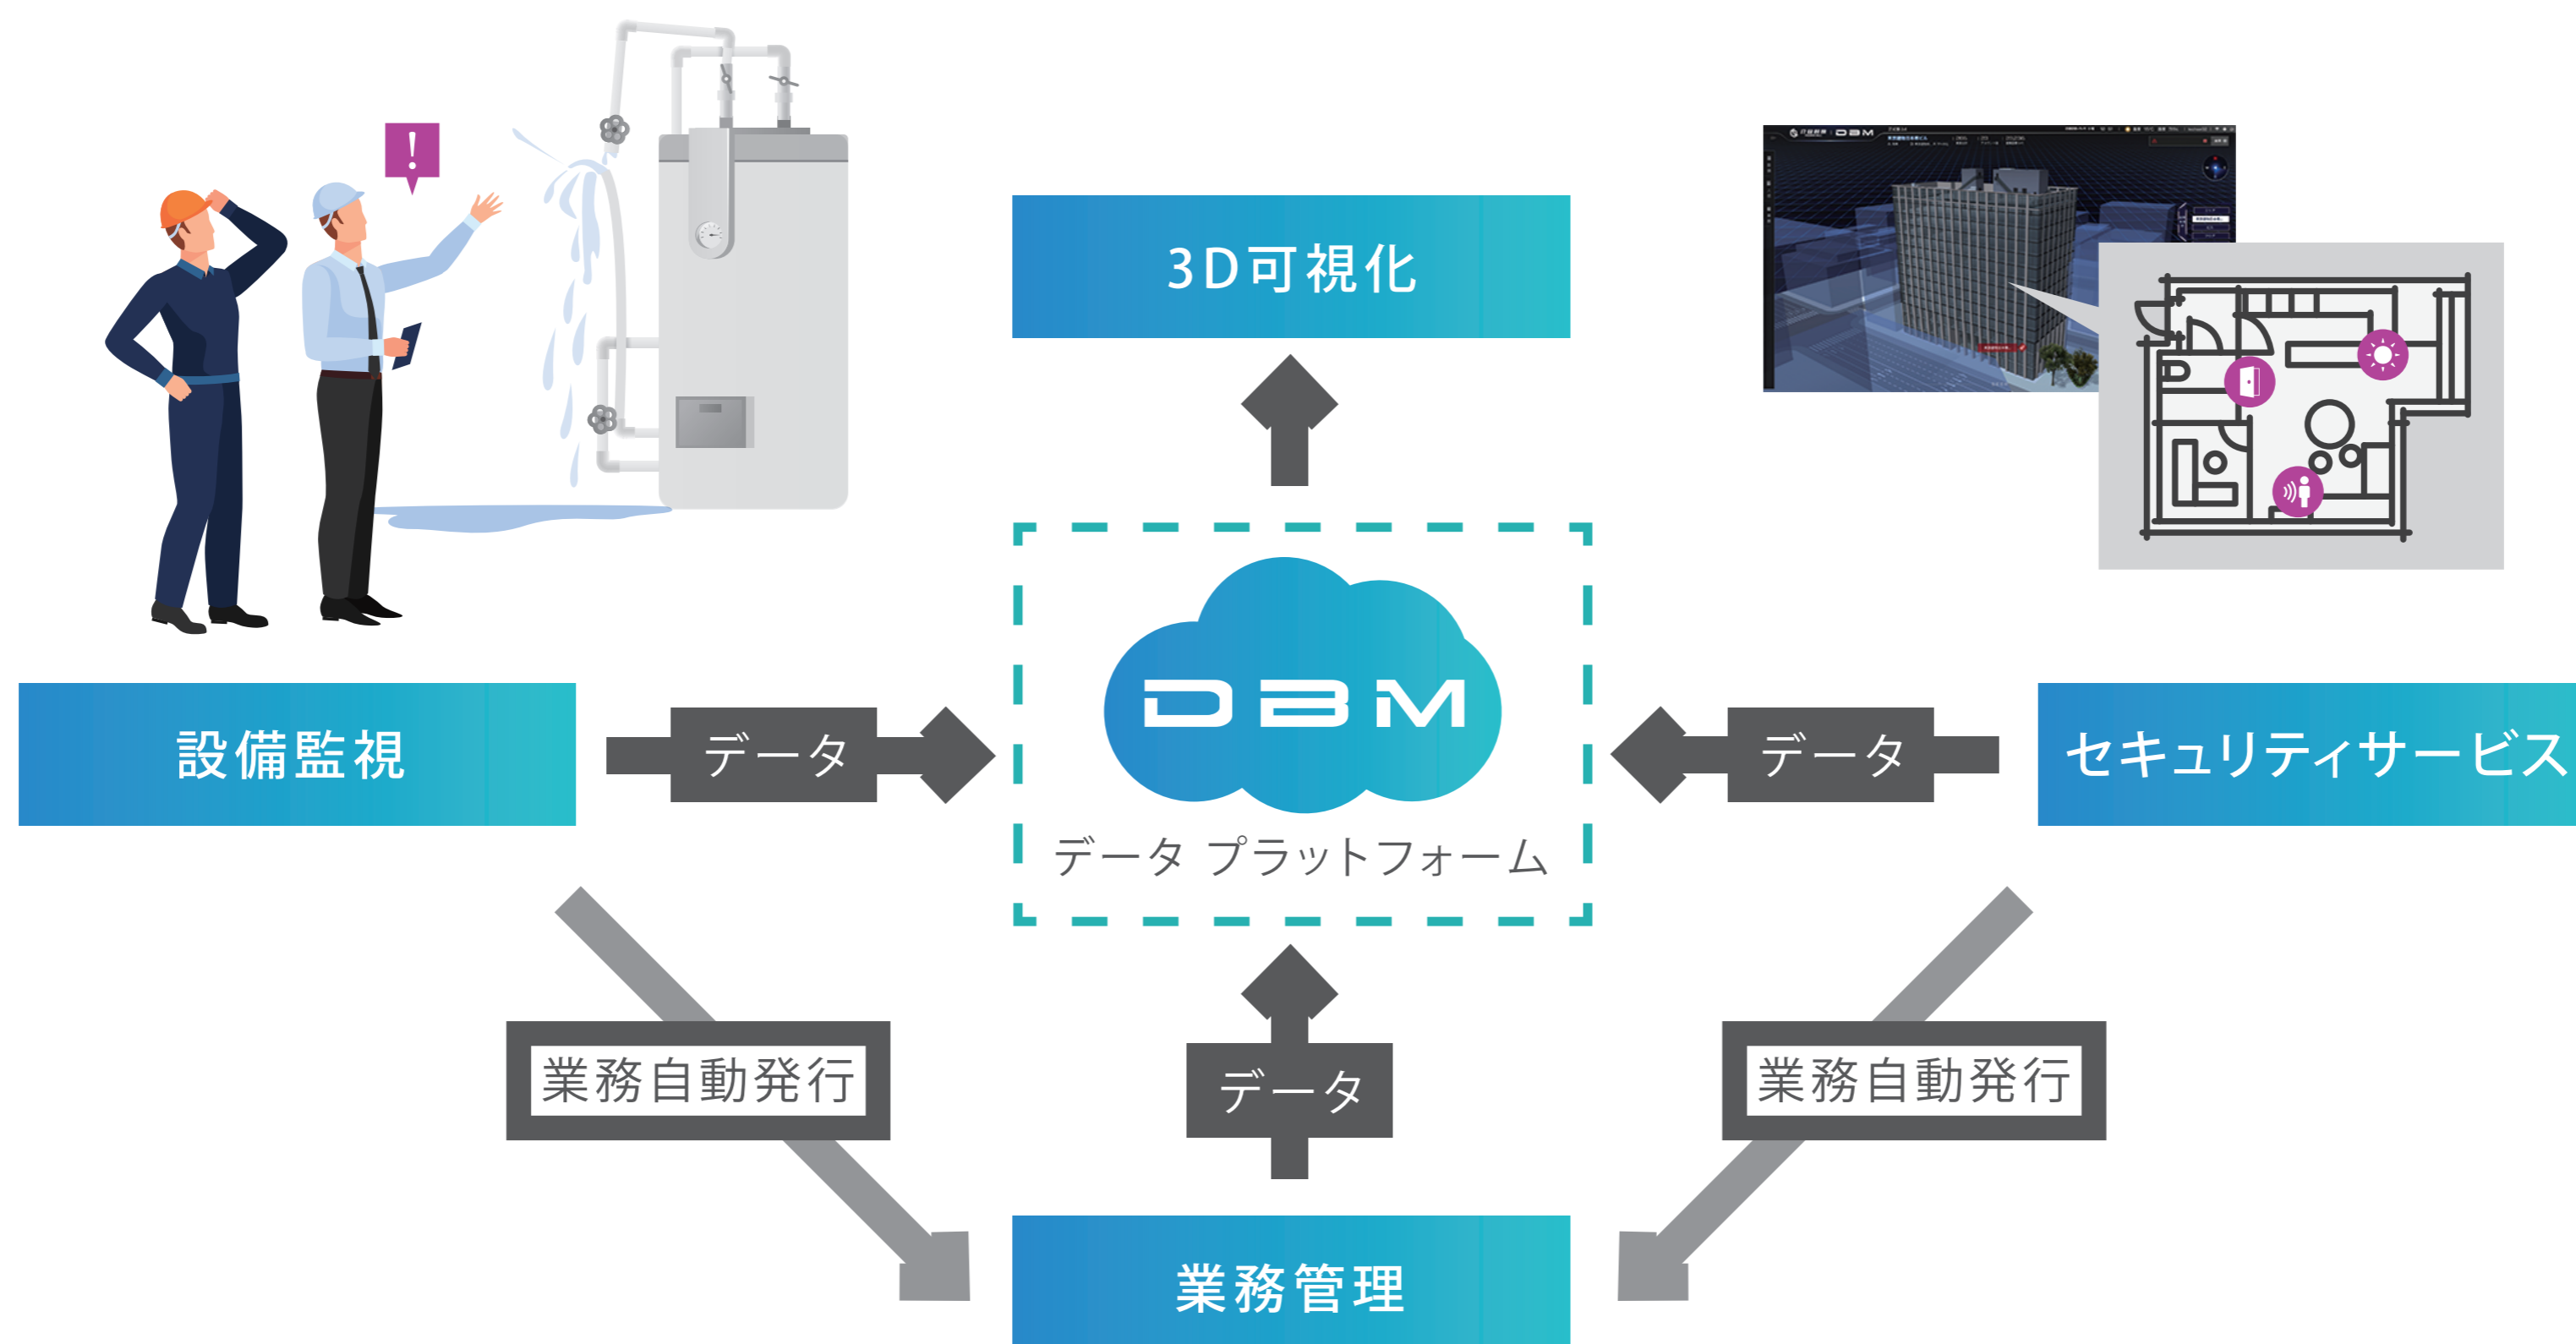 !
DBM
3D可視化
DBM
データ プラットフォーム
設備監視
データ
データ
セキュリティサービス
業務自動発行
データ
業務自動発行
業務管理